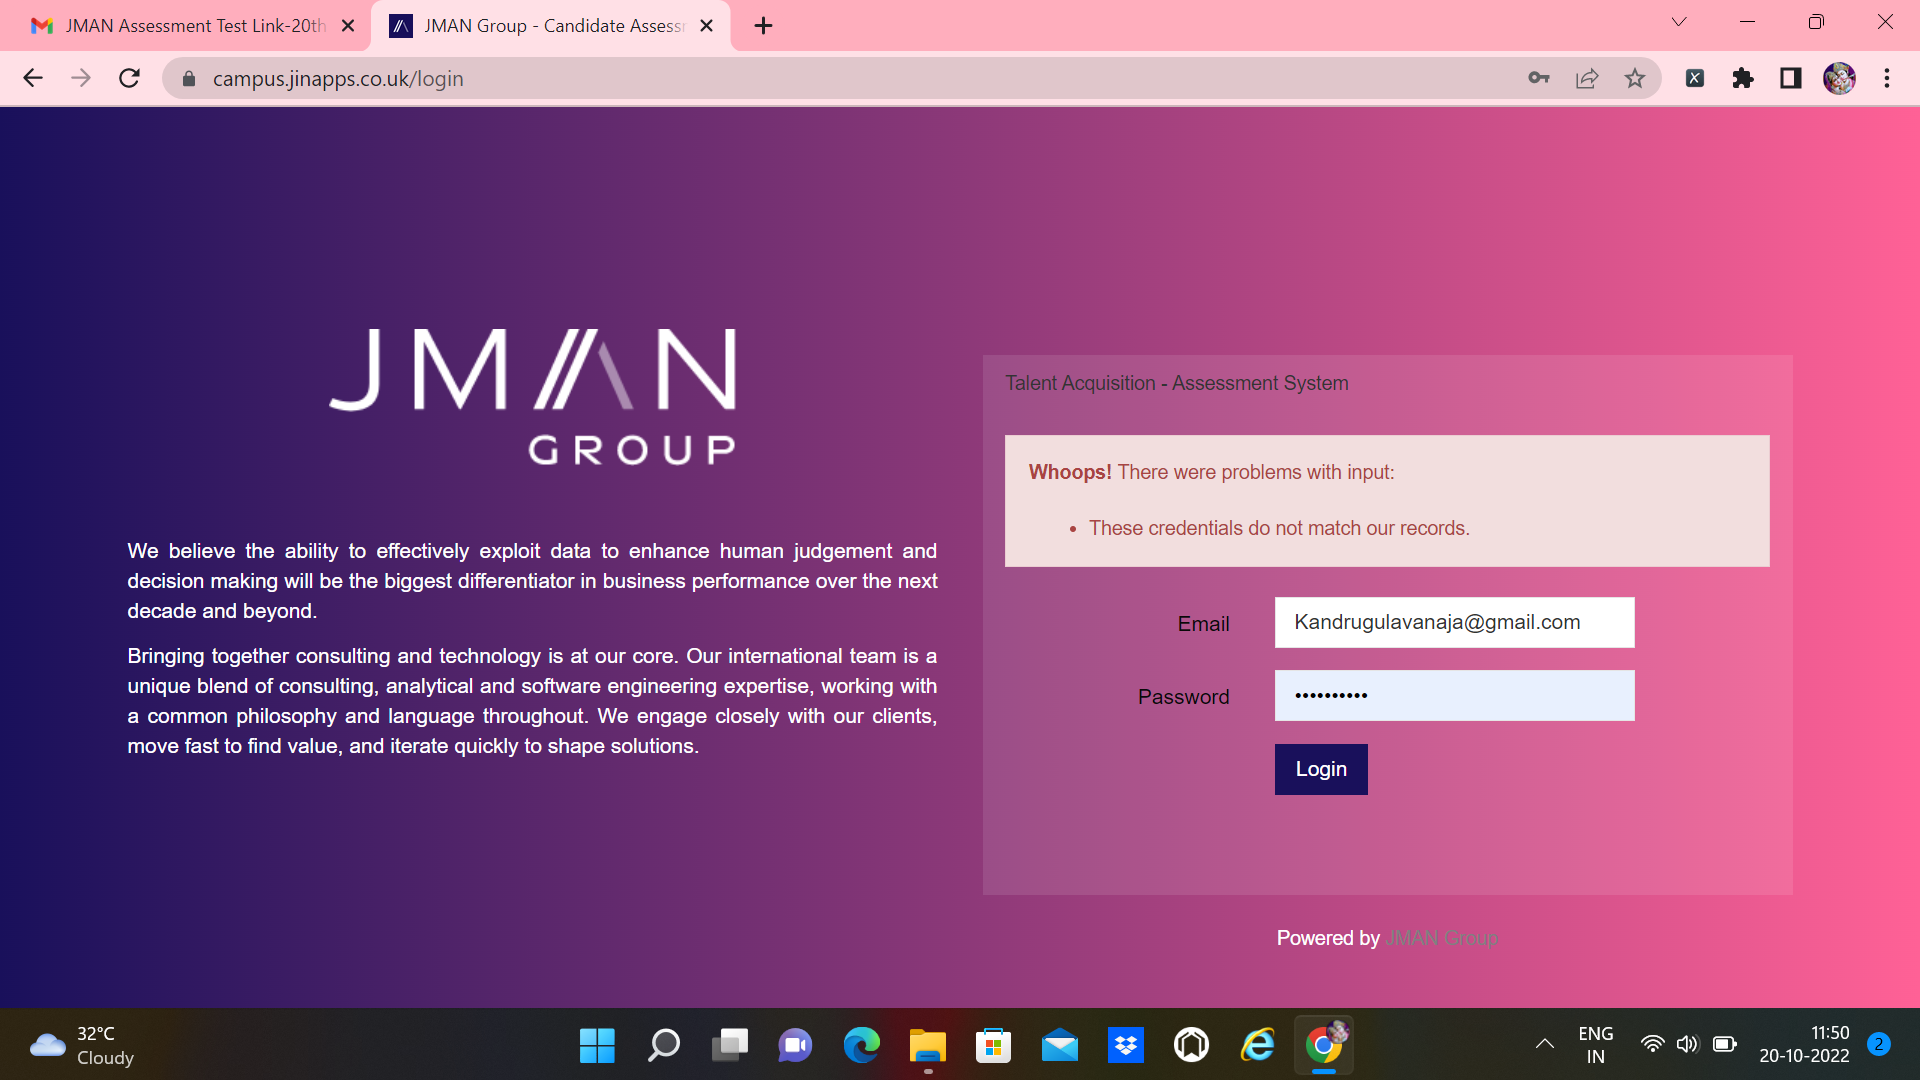 JMAN Assessment Test Link-20th
JMAN Group - Candidate Assess
campus.jinapps.co.uk/login
JMAN
GROUP
We believe the ability to effectively exploit data to enhance human judgement and
decision making will be the biggest differentiator in business performance over the next
decade and beyond.
Bringing together consulting and technology is at our core. Our international team is a
unique blend of consulting, analytical and software engineering expertise, working with
a common philosophy and language throughout. We engage closely with our clients,
move fast to find value, and iterate quickly to shape solutions.
Talent Acquisition - Assessment System
Whoops! There were problems with input:
• These credentials do not match our records.
Email
Kandrugulavanaja@gmail.com
Password
••••••••••
Login
Powered by JMAN Group
32°C
Cloudy
ENG
IN
11:50
20-10-2022
2